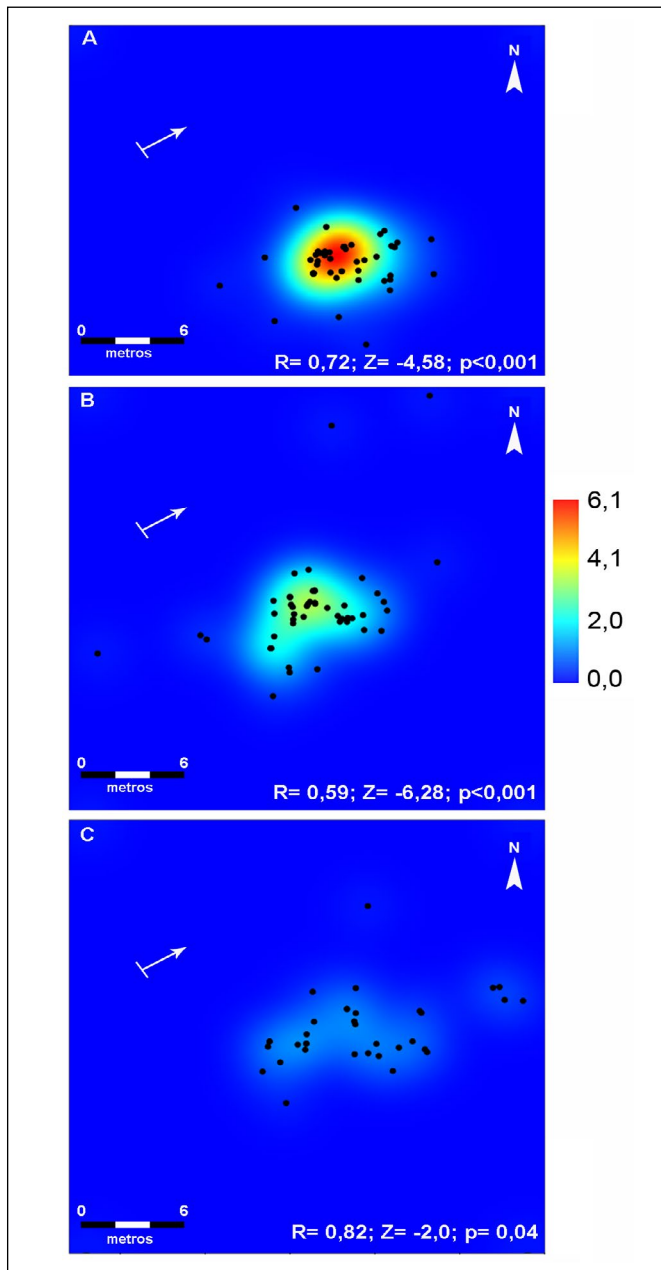 A
N
0 6
metros
R= 0,72; Z= -4,58; p<0,001
B
N
0 6
metros
R= 0,59; Z= -6,28; p<0,001
6,1
4,1
2,0
0,0
C
N
0 6
metros
R= 0,82; Z= -2,0; p= 0,04